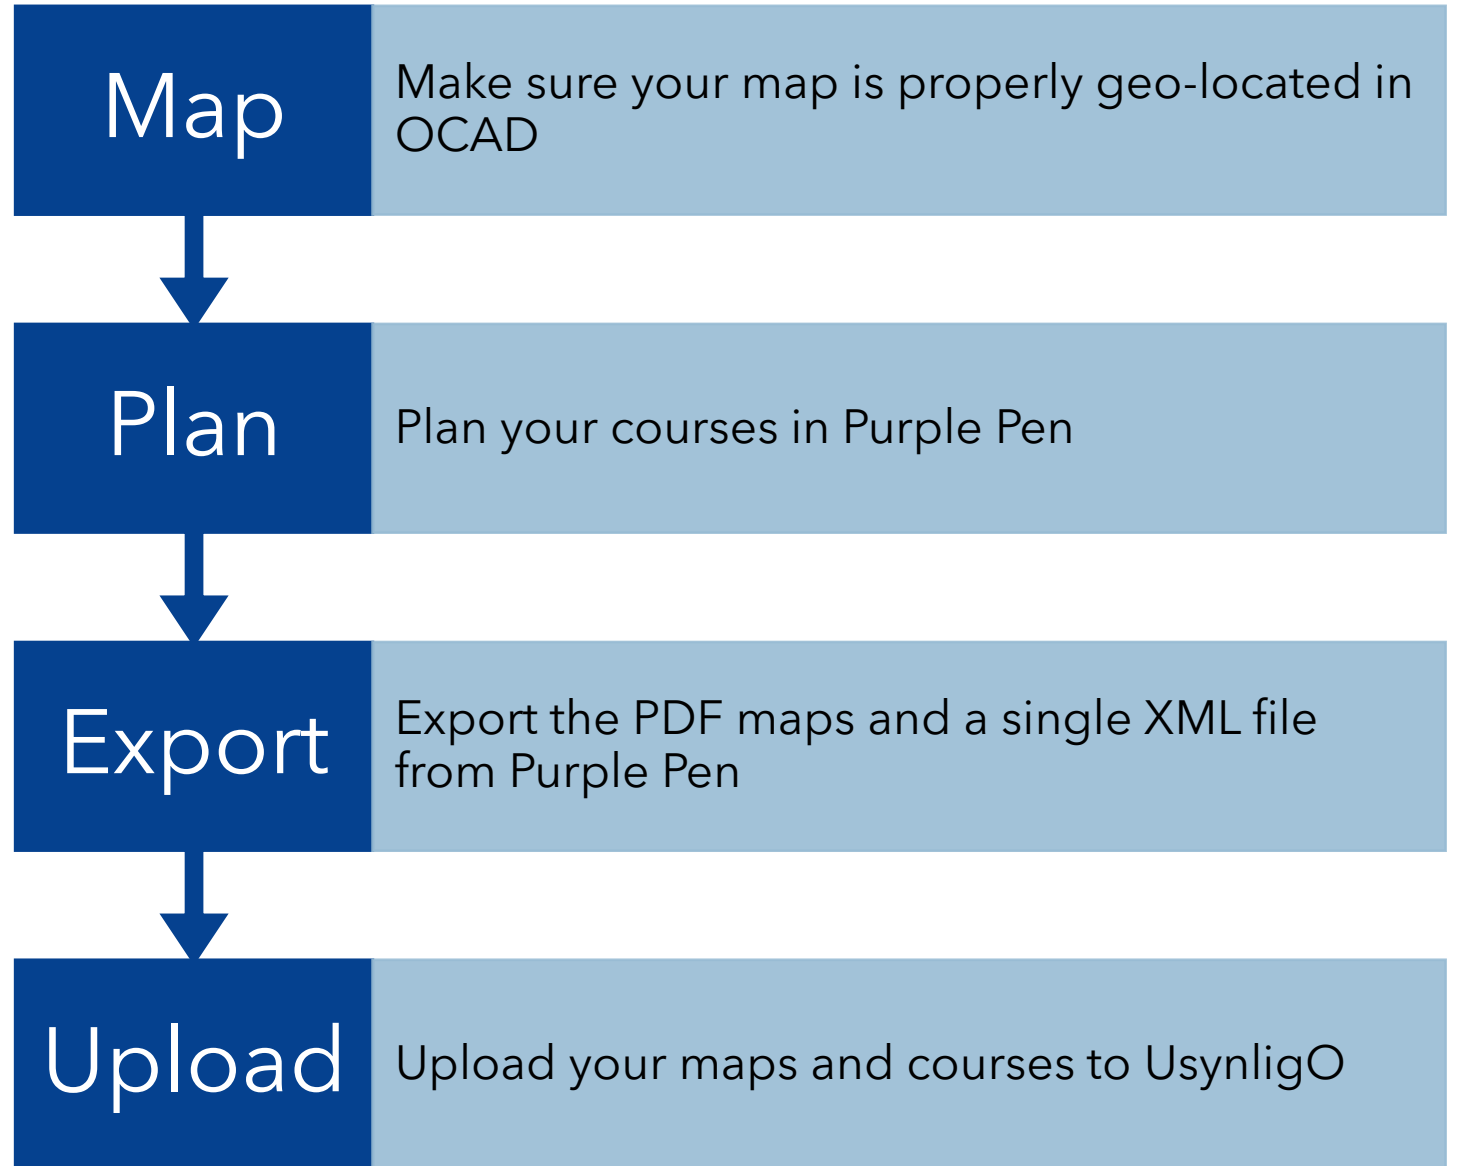 Map
Make sure your map is properly geo-located in
OCAD
Plan
Plan your courses in Purple Pen
Export
Export the PDF maps and a single XML file
from Purple Pen
Upload
Upload your maps and courses to UsynligO